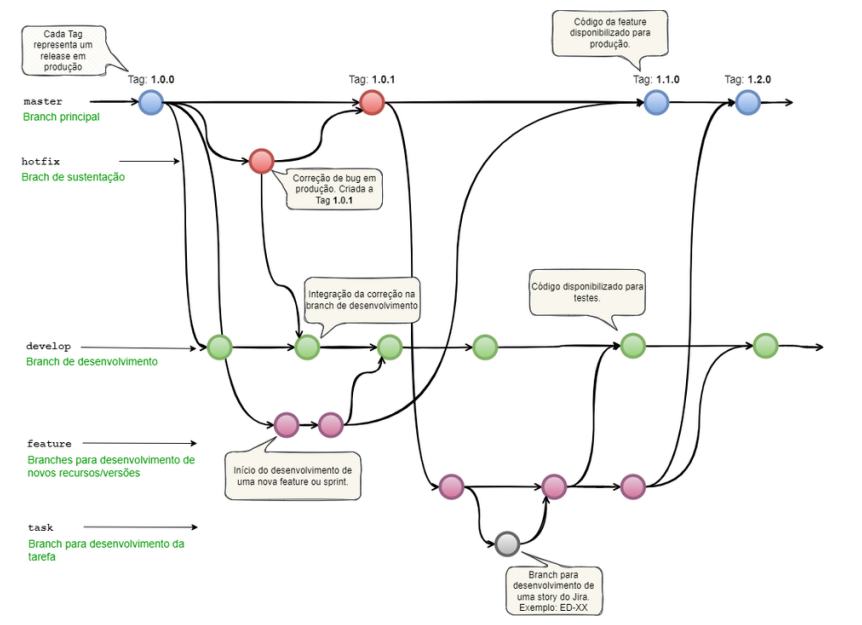 Cada Tag
representa um
release em
produção
Código da feature
disponibilizado para
produção.
Tag: 1.0.0
Tag: 1.0.1
Tag: 1.1.0
Tag: 1.2.0
master
Branch principal
hotfix
Brach de sustentação
Correção de bug em
produção. Criada a
Tag 1.0.1
Integração da correção na
branch de desenvolvimento
Código disponibilizado para
testes.
develop
Branch de desenvolvimento
feature
Branches para desenvolvimento de
novos recursos/versões
Início do desenvolvimento de
uma nova feature ou sprint.
task
Branch para desenvolvimento da
tarefa
Branch para
desenvolvimento de
uma story do Jira.
Exemplo: ED-XX